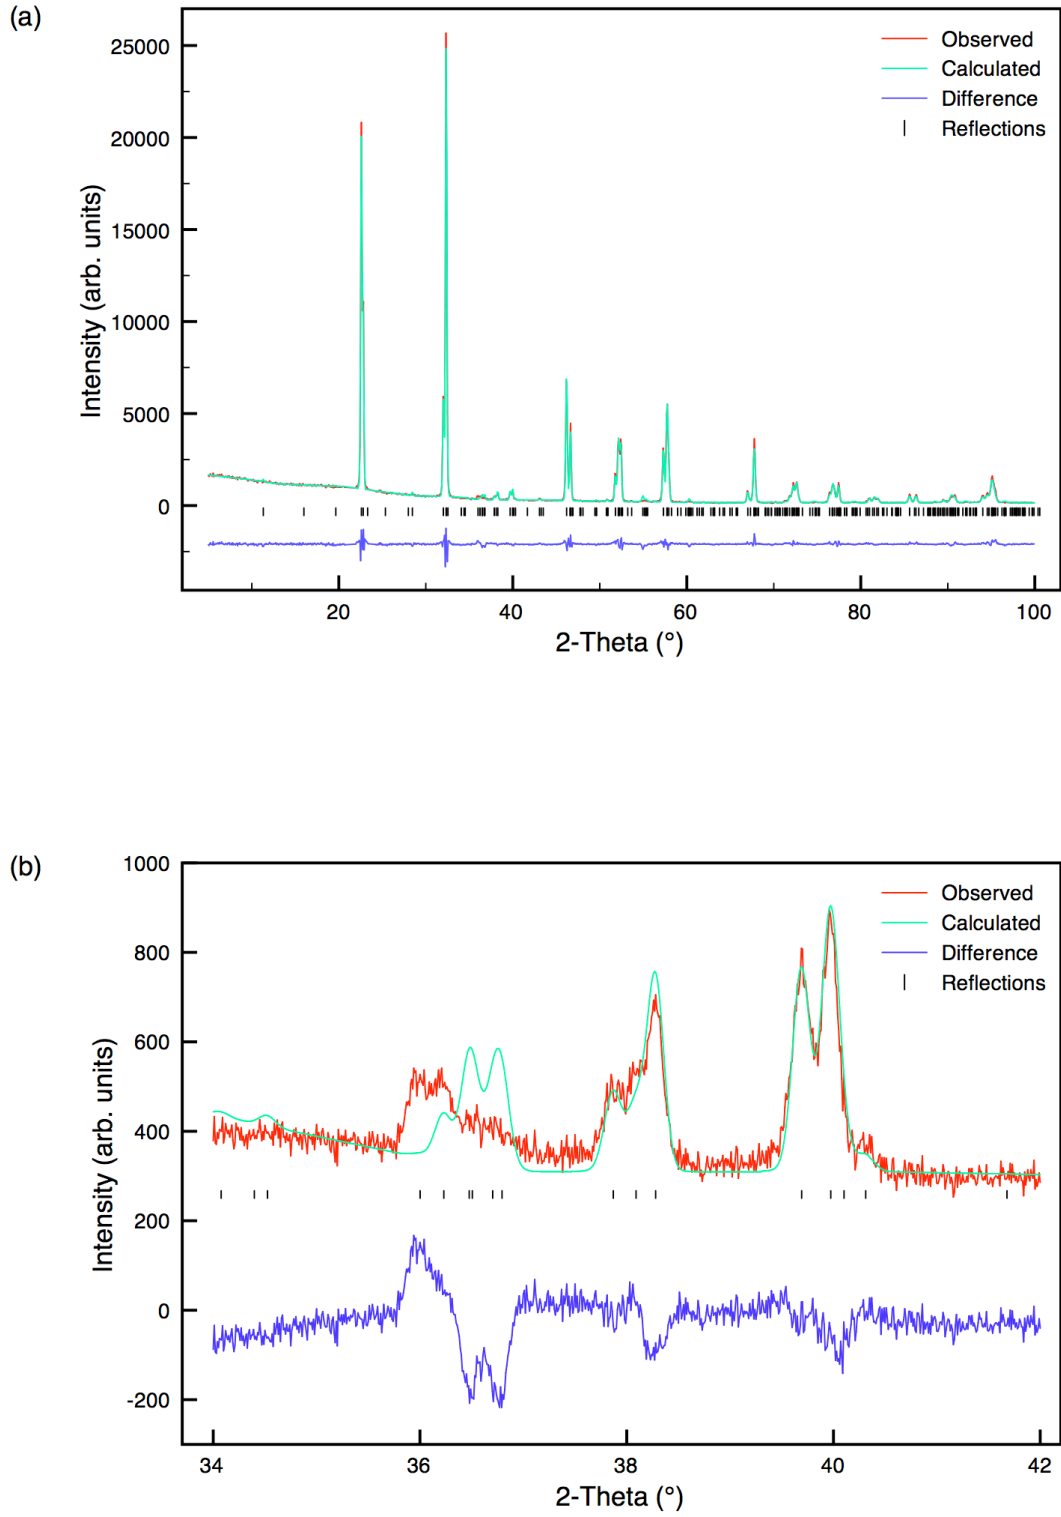 (a)
25000
20000
15000
10000
5000
0
Intensity (arb. units)
Observed
Calculated
Difference
Reflections
20 40 60 80 100
2-Theta (°)
(b)
1000
800
600
400
200
0
-200
Intensity (arb. units)
Observed
Calculated
Difference
Reflections
34 36 38 40 42
2-Theta (°)